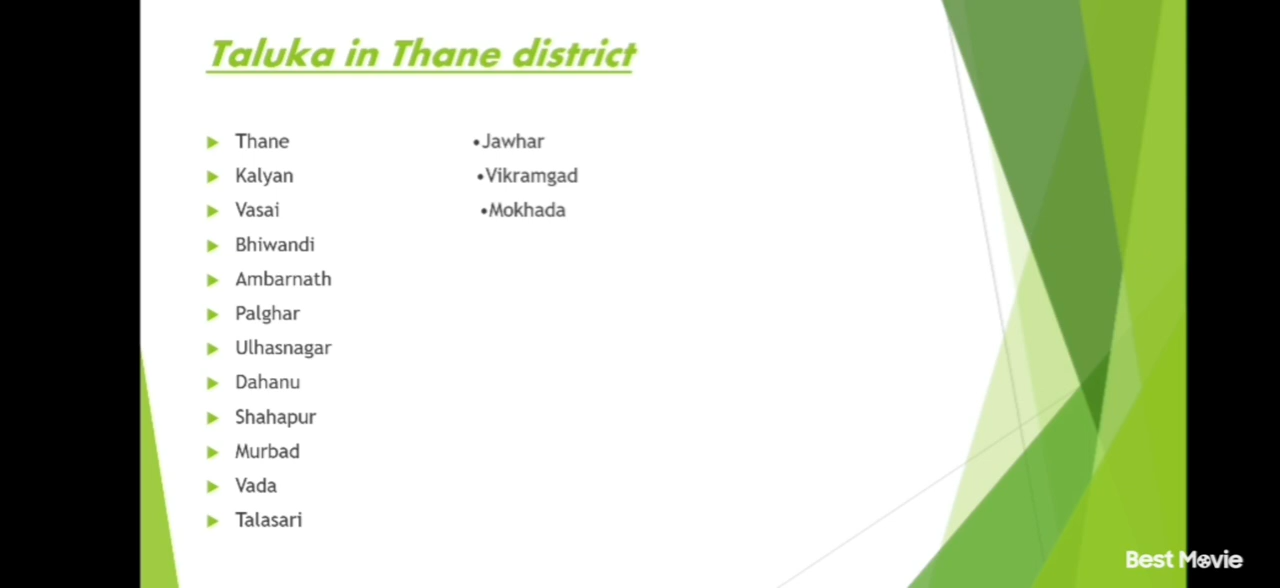 Taluka in Thane district
Thane
Kalyan
Vasai
Bhiwandi
Ambarnath
Palghar
Ulhasnagar
Dahanu
Shahapur
Murbad
Vada
Talasari
•Jawhar
•Vikramgad
•Mokhada
Best Movie